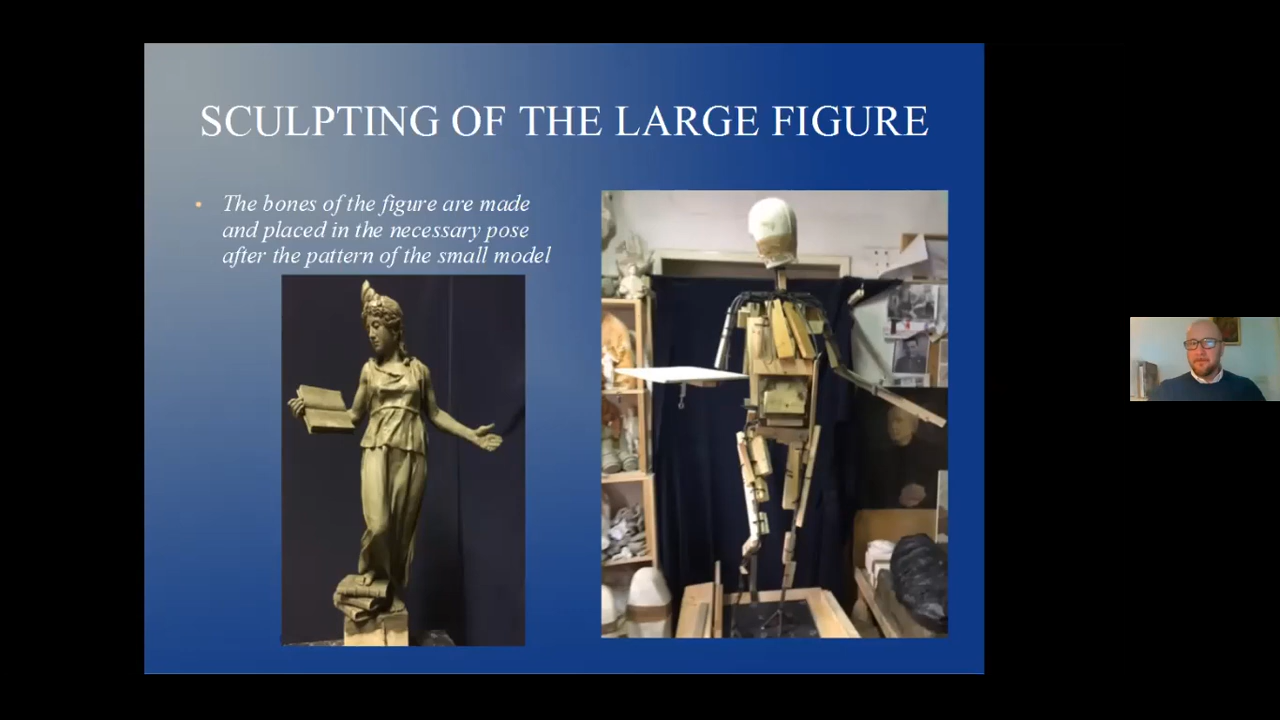 SCULPTING OF THE LARGE FIGURE
• The bones of the figure are made
and placed in the necessary pose
after the pattern of the small model